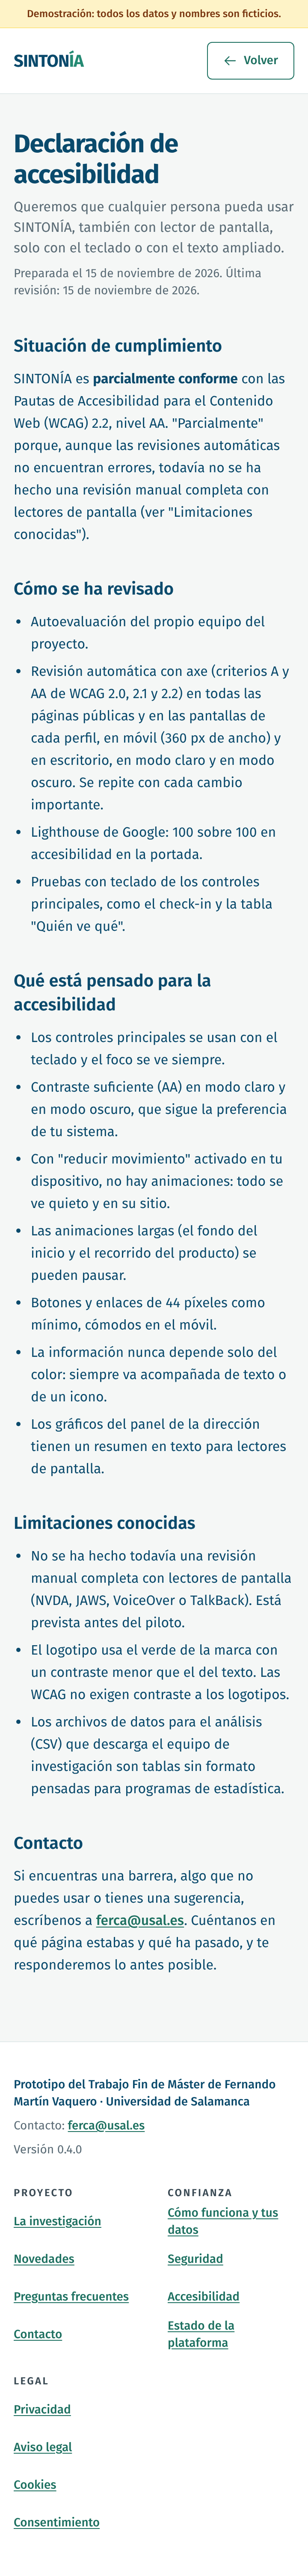 Demostración: todos los datos y nombres son ficticios.
SINTONÍA
← Volver
Declaración de
accesibilidad
Queremos que cualquier persona pueda usar
SINTONÍA, también con lector de pantalla,
solo con el teclado o con el texto ampliado.
Preparada el 15 de noviembre de 2026. Última
revisión: 15 de noviembre de 2026.
Situación de cumplimiento
SINTONÍA es parcialmente conforme con las
Pautas de Accesibilidad para el Contenido
Web (WCAG) 2.2, nivel AA. "Parcialmente"
porque, aunque las revisiones automáticas
no encuentran errores, todavía no se ha
hecho una revisión manual completa con
lectores de pantalla (ver "Limitaciones
conocidas").
Cómo se ha revisado
• Autoevaluación del propio equipo del
proyecto.
• Revisión automática con axe (criterios A y
AA de WCAG 2.0, 2.1 y 2.2) en todas las
páginas públicas y en las pantallas de
cada perfil, en móvil (360 px de ancho) y
en escritorio, en modo claro y en modo
oscuro. Se repite con cada cambio
importante.
• Lighthouse de Google: 100 sobre 100 en
accesibilidad en la portada.
• Pruebas con teclado de los controles
principales, como el check-in y la tabla
"Quién ve qué".
Qué está pensado para la
accesibilidad
• Los controles principales se usan con el
teclado y el foco se ve siempre.
• Contraste suficiente (AA) en modo claro y
en modo oscuro, que sigue la preferencia
de tu sistema.
• Con "reducir movimiento" activado en tu
dispositivo, no hay animaciones: todo se
ve quieto y en su sitio.
• Las animaciones largas (el fondo del
inicio y el recorrido del producto) se
pueden pausar.
• Botones y enlaces de 44 píxeles como
mínimo, cómodos en el móvil.
• La información nunca depende solo del
color: siempre va acompañada de texto o
de un icono.
• Los gráficos del panel de la dirección
tienen un resumen en texto para lectores
de pantalla.
Limitaciones conocidas
• No se ha hecho todavía una revisión
manual completa con lectores de pantalla
(NVDA, JAWS, VoiceOver o TalkBack). Está
prevista antes del piloto.
• El logotipo usa el verde de la marca con
un contraste menor que el del texto. Las
WCAG no exigen contraste a los logotipos.
• Los archivos de datos para el análisis
(CSV) que descarga el equipo de
investigación son tablas sin formato
pensadas para programas de estadística.
Contacto
Si encuentras una barrera, algo que no
puedes usar o tienes una sugerencia,
escríbenos a ferca@usal.es. Cuéntanos en
qué página estabas y qué ha pasado, y te
responderemos lo antes posible.
Prototipo del Trabajo Fin de Máster de Fernando
Martín Vaquero · Universidad de Salamanca
Contacto: ferca@usal.es
Versión 0.4.0
PROYECTO
La investigación
Novedades
Preguntas frecuentes
Contacto
CONFIANZA
Cómo funciona y tus
datos
Seguridad
Accesibilidad
Estado de la
plataforma
LEGAL
Privacidad
Aviso legal
Cookies
Consentimiento